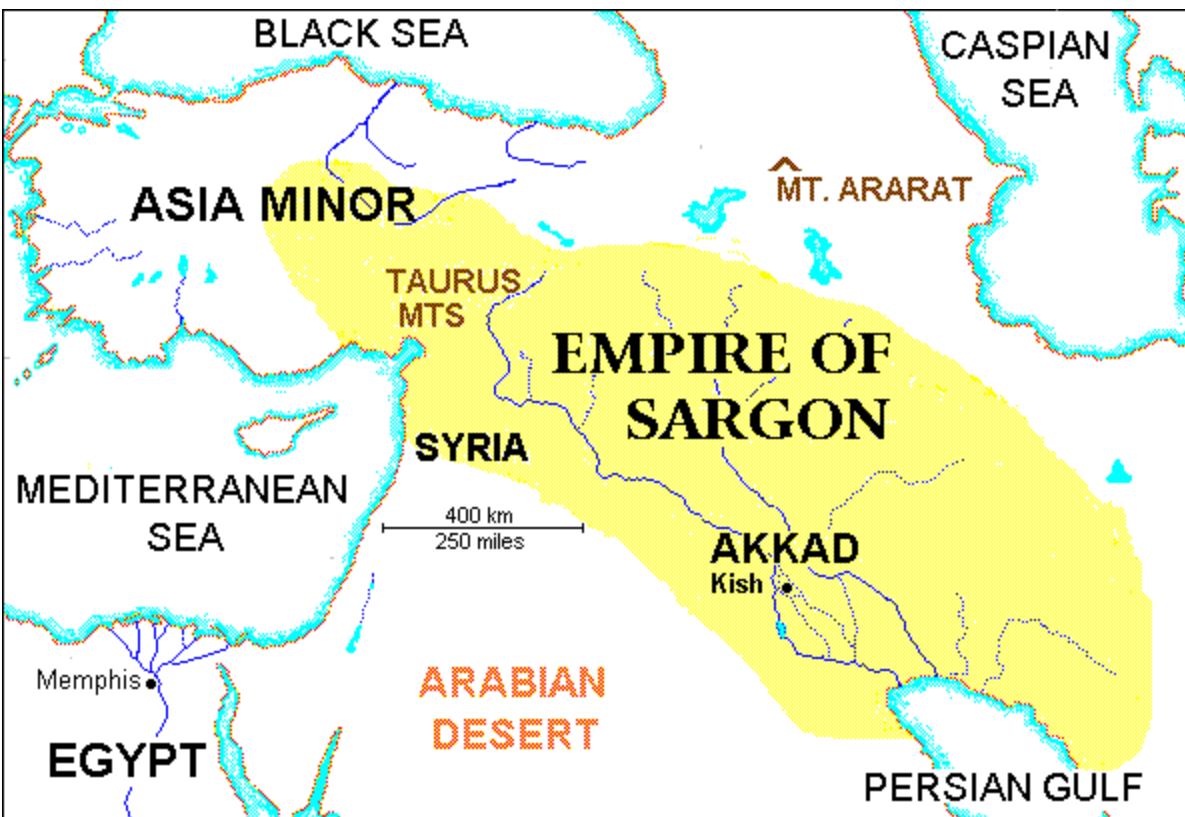 BLACK SEA
CASPIAN
SEA
MT. ARARAT
ASIA MINOR
TAURUS
MTS
EMPIRE OF
SARGON
SYRIA
MEDITERRANEAN
SEA
400 km
250 miles
AKKAD
Kish
Memphis
ARABIAN
DESERT
EGYPT
PERSIAN GULF